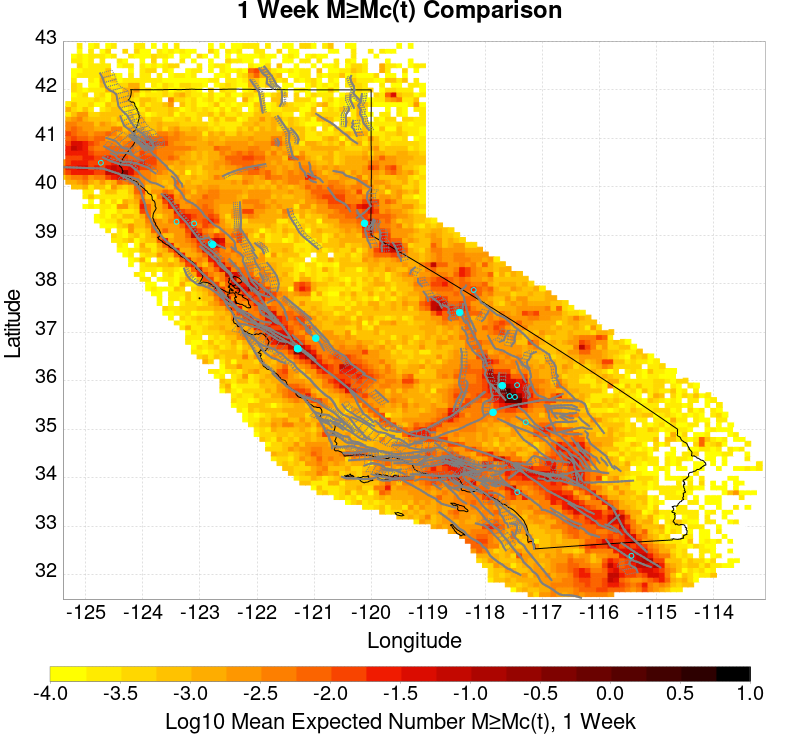 1 Week M≥Mc(t) Comparison
43
42
41
40
39
38
37
36
35
34
33
32
Latitude
-125 -124 -123 -122 -121 -120 -119 -118 -117 -116 -115 -114
Longitude
-4.0 -3.5 -3.0 -2.5 -2.0 -1.5 -1.0 -0.5 0.0 0.5 1.0
Log10 Mean Expected Number M≥Mc(t), 1 Week